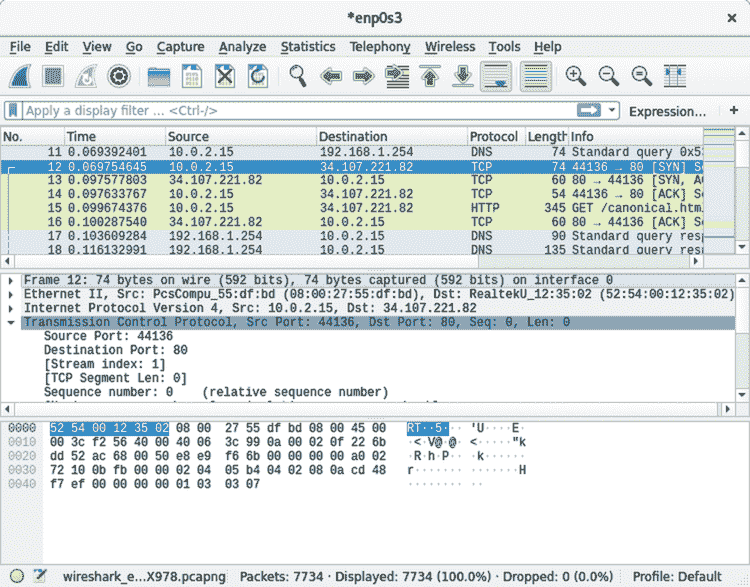 *enp0s3
File Edit View Go Capture Analyze Statistics Telephony Wireless Tools Help
Apply a display filter ... <Ctrl-/> Expression... +
No. Time Source Destination Protocol Length Info
11 0.069392401 10.0.2.15 192.168.1.254 DNS 74 Standard query 0x5
12 0.069754645 10.0.2.15 34.107.221.82 TCP 74 44136 → 80 [SYN] S
13 0.097577803 34.107.221.82 10.0.2.15 TCP 60 80 → 44136 [SYN, A
14 0.097633767 10.0.2.15 34.107.221.82 TCP 54 44136 → 80 [ACK] S
15 0.099674376 10.0.2.15 34.107.221.82 HTTP 345 GET /canonical.htm
16 0.100287540 34.107.221.82 10.0.2.15 TCP 60 80 → 44136 [ACK] S
17 0.103609284 192.168.1.254 10.0.2.15 DNS 90 Standard query resp
18 0.116132991 192.168.1.254 10.0.2.15 DNS 135 Standard query resp
Frame 12: 74 bytes on wire (592 bits), 74 bytes captured (592 bits) on interface 0
Ethernet II, Src: PcsCompu_55:df:bd (08:00:27:55:df:bd), Dst: RealtekU_12:35:02 (52:54:00:12:35:02)
Internet Protocol Version 4, Src: 10.0.2.15, Dst: 34.107.221.82
Transmission Control Protocol, Src Port: 44136, Dst Port: 80, Seq: 0, Len: 0
Source Port: 44136
Destination Port: 80
[Stream index: 1]
[TCP Segment Len: 0]
Sequence number: 0 (relative sequence number)
0000 52 54 00 12 35 02 08 00 27 55 df bd 08 00 45 00 RT··5··· 'U····E·
0010 00 3c f2 56 40 00 40 06 3c 99 0a 00 02 0f 22 6b ·<·V@·@· <·····"k
0020 dd 52 ac 68 00 50 e8 e9 f6 6b 00 00 00 00 a0 02 ·R·h·P·· ·k······
0030 72 10 0b fb 00 00 02 04 05 b4 04 02 08 0a cd 48 r······· ·······H
0040 f7 ef 00 00 00 00 01 03 03 07 ········ ··
wireshark_e...X978.pcapng Packets: 7734 · Displayed: 7734 (100.0%) · Dropped: 0 (0.0%) Profile: Default